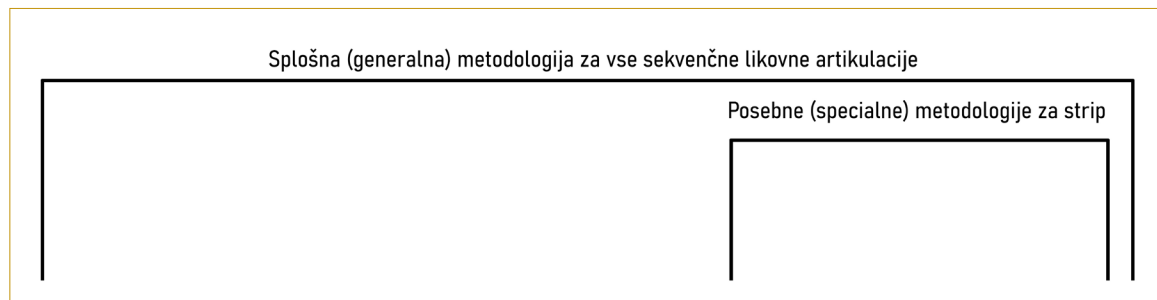 Splošna (generalna) metodologija za vse sekvenčne likovne artikulacije
Posebne (specialne) metodologije za strip